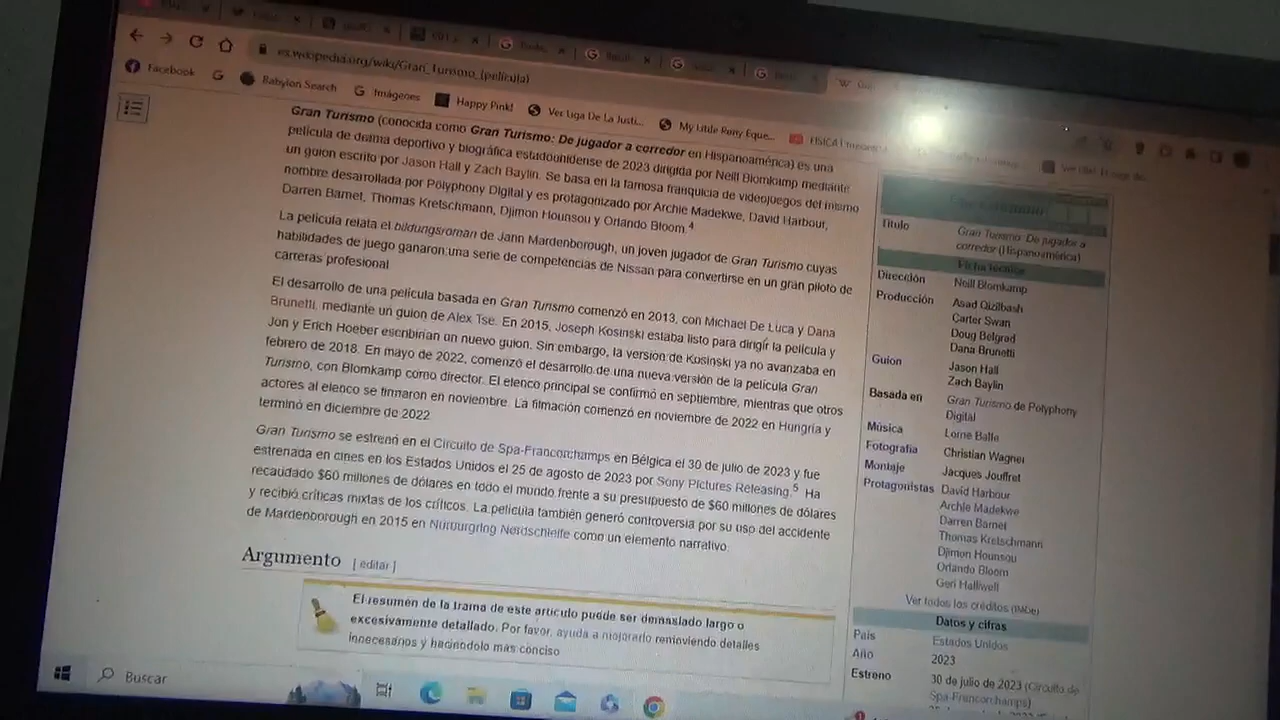 es.wikipedia.org/wiki/Gran_Turismo_(película)
Facebook
Babylon Search
Imágenes
Happy Pink!
Ver Liga De La Justi...
My Little Pony Eque...
Gran Turismo (conocida como Gran Turismo: De jugador a corredor en Hispanoamérica) es una
película de drama deportivo y biográfica estadounidense de 2023 dirigida por Neill Blomkamp mediante
un guion escrito por Jason Hall y Zach Baylin. Se basa en la famosa franquicia de videojuegos del mismo
nombre desarrollada por Polyphony Digital y es protagonizado por Archie Madekwe, David Harbour,
Darren Barnet, Thomas Kretschmann, Djimon Hounsou y Orlando Bloom.4
La película relata el bildungsroman de Jann Mardenborough, un joven jugador de Gran Turismo cuyas
habilidades de juego ganaron una serie de competencias de Nissan para convertirse en un gran piloto de
carreras profesional.
El desarrollo de una película basada en Gran Turismo comenzó en 2013, con Michael De Luca y Dana
Brunetti, mediante un guion de Alex Tse. En 2015, Joseph Kosinski estaba listo para dirigir la película y
Jon y Erich Hoeber escribirían un nuevo guion. Sin embargo, la versión de Kosinski ya no avanzaba en
febrero de 2018. En mayo de 2022, comenzó el desarrollo de una nueva versión de la película Gran
Turismo, con Blomkamp como director. El elenco principal se confirmó en septiembre, mientras que otros
actores al elenco se firmaron en noviembre. La filmación comenzó en noviembre de 2022 en Hungría y
terminó en diciembre de 2022.
Gran Turismo se estrenó en el Circuito de Spa-Francorchamps en Bélgica el 30 de julio de 2023 y fue
estrenada en cines en los Estados Unidos el 25 de agosto de 2023 por Sony Pictures Releasing.5 Ha
recaudado $60 millones de dólares en todo el mundo frente a su presupuesto de $60 millones de dólares
y recibió críticas mixtas de los críticos. La película también generó controversia por su uso del accidente
de Mardenborough en 2015 en Nürburgring Nordschleife como un elemento narrativo.
Argumento [ editar ]
El resumen de la trama de este artículo puede ser demasiado largo o
excesivamente detallado. Por favor, ayuda a mejorarlo removiendo detalles
innecesarios y haciéndolo más conciso
Título
Gran Turismo: De jugador a
corredor (Hispanoamérica)
Ficha técnica
Dirección Neill Blomkamp
Producción Asad Qizilbash
Carter Swan
Doug Belgrad
Dana Brunetti
Guion Jason Hall
Zach Baylin
Basada en Gran Turismo de Polyphony
Digital
Música Lorne Balfe
Fotografía Christian Wagner
Montaje Jacques Jouffret
Protagonistas David Harbour
Archie Madekwe
Darren Barnet
Thomas Kretschmann
Djimon Hounsou
Orlando Bloom
Geri Halliwell
Ver todos los créditos (IMDb)
Datos y cifras
País Estados Unidos
Año 2023
Estreno 30 de julio de 2023 (Circuito de
Spa-Francorchamps)
Buscar